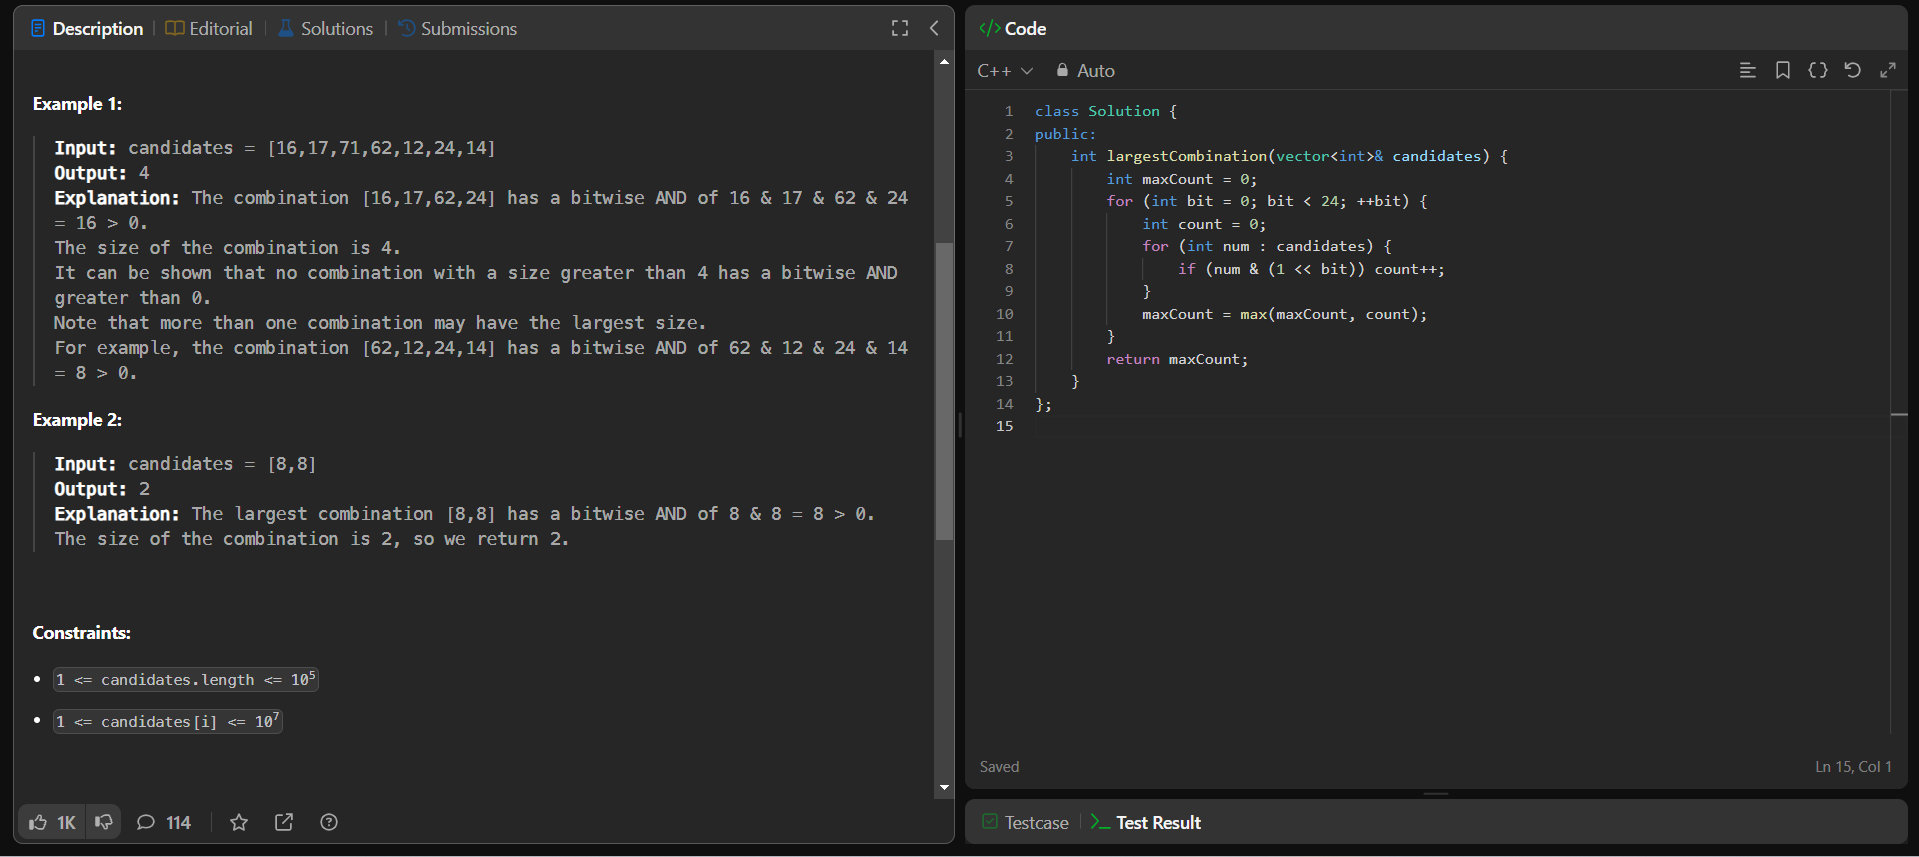 Description | Editorial | Solutions | Submissions
Example 1:
Input: candidates = [16,17,71,62,12,24,14]
Output: 4
Explanation: The combination [16,17,62,24] has a bitwise AND of 16 & 17 & 62 & 24
= 16 > 0.
The size of the combination is 4.
It can be shown that no combination with a size greater than 4 has a bitwise AND
greater than 0.
Note that more than one combination may have the largest size.
For example, the combination [62,12,24,14] has a bitwise AND of 62 & 12 & 24 & 14
= 8 > 0.
Example 2:
Input: candidates = [8,8]
Output: 2
Explanation: The largest combination [8,8] has a bitwise AND of 8 & 8 = 8 > 0.
The size of the combination is 2, so we return 2.
Constraints:
• 1 <= candidates.length <= 10⁵
• 1 <= candidates[i] <= 10⁷
1K 114
</> Code
C++ Auto
1 class Solution {
2 public:
3     int largestCombination(vector<int>& candidates) {
4         int maxCount = 0;
5         for (int bit = 0; bit < 24; ++bit) {
6             int count = 0;
7             for (int num : candidates) {
8                 if (num & (1 << bit)) count++;
9             }
10             maxCount = max(maxCount, count);
11         }
12         return maxCount;
13     }
14 };
15
Saved Ln 15, Col 1
Testcase | >_ Test Result